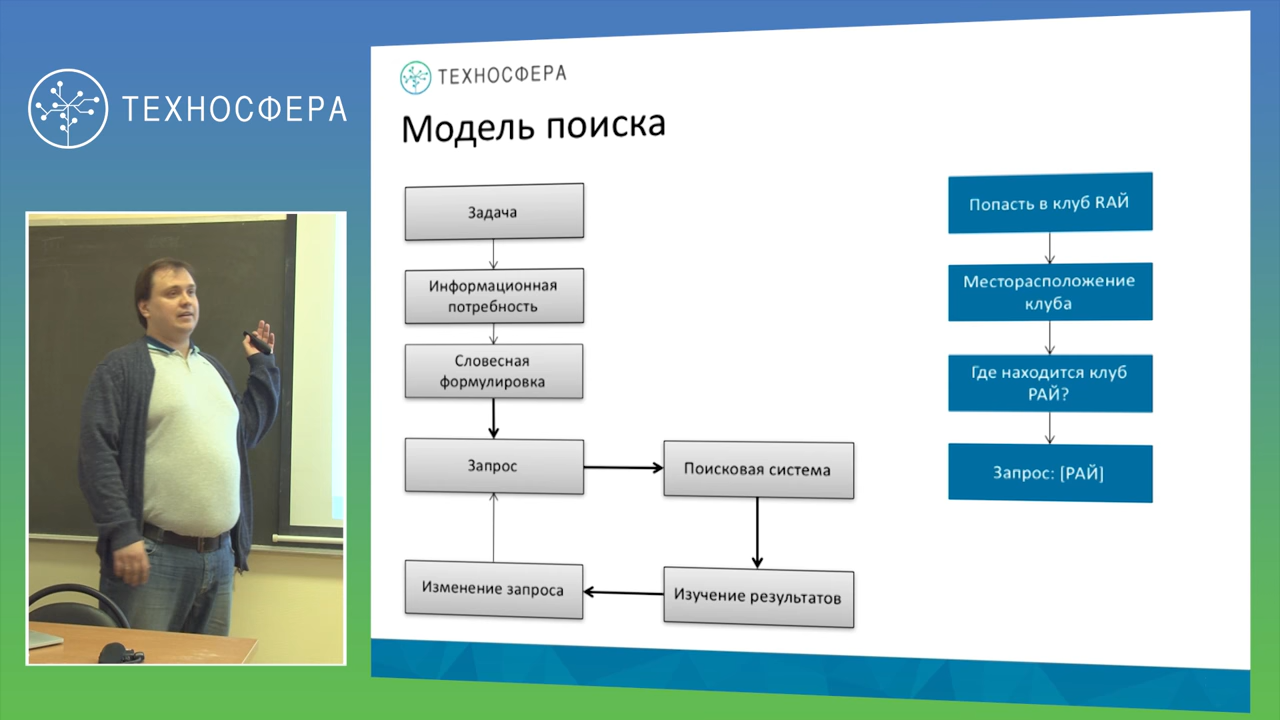 ТЕХНОСФЕРА
ТЕХНОСФЕРА
Модель поиска
Задача
Информационная
потребность
Словесная
формулировка
Запрос
Поисковая система
Изменение запроса
Изучение результатов
Попасть в клуб RАЙ
Месторасположение
клуба
Где находится клуб
РАЙ?
Запрос: [РАЙ]